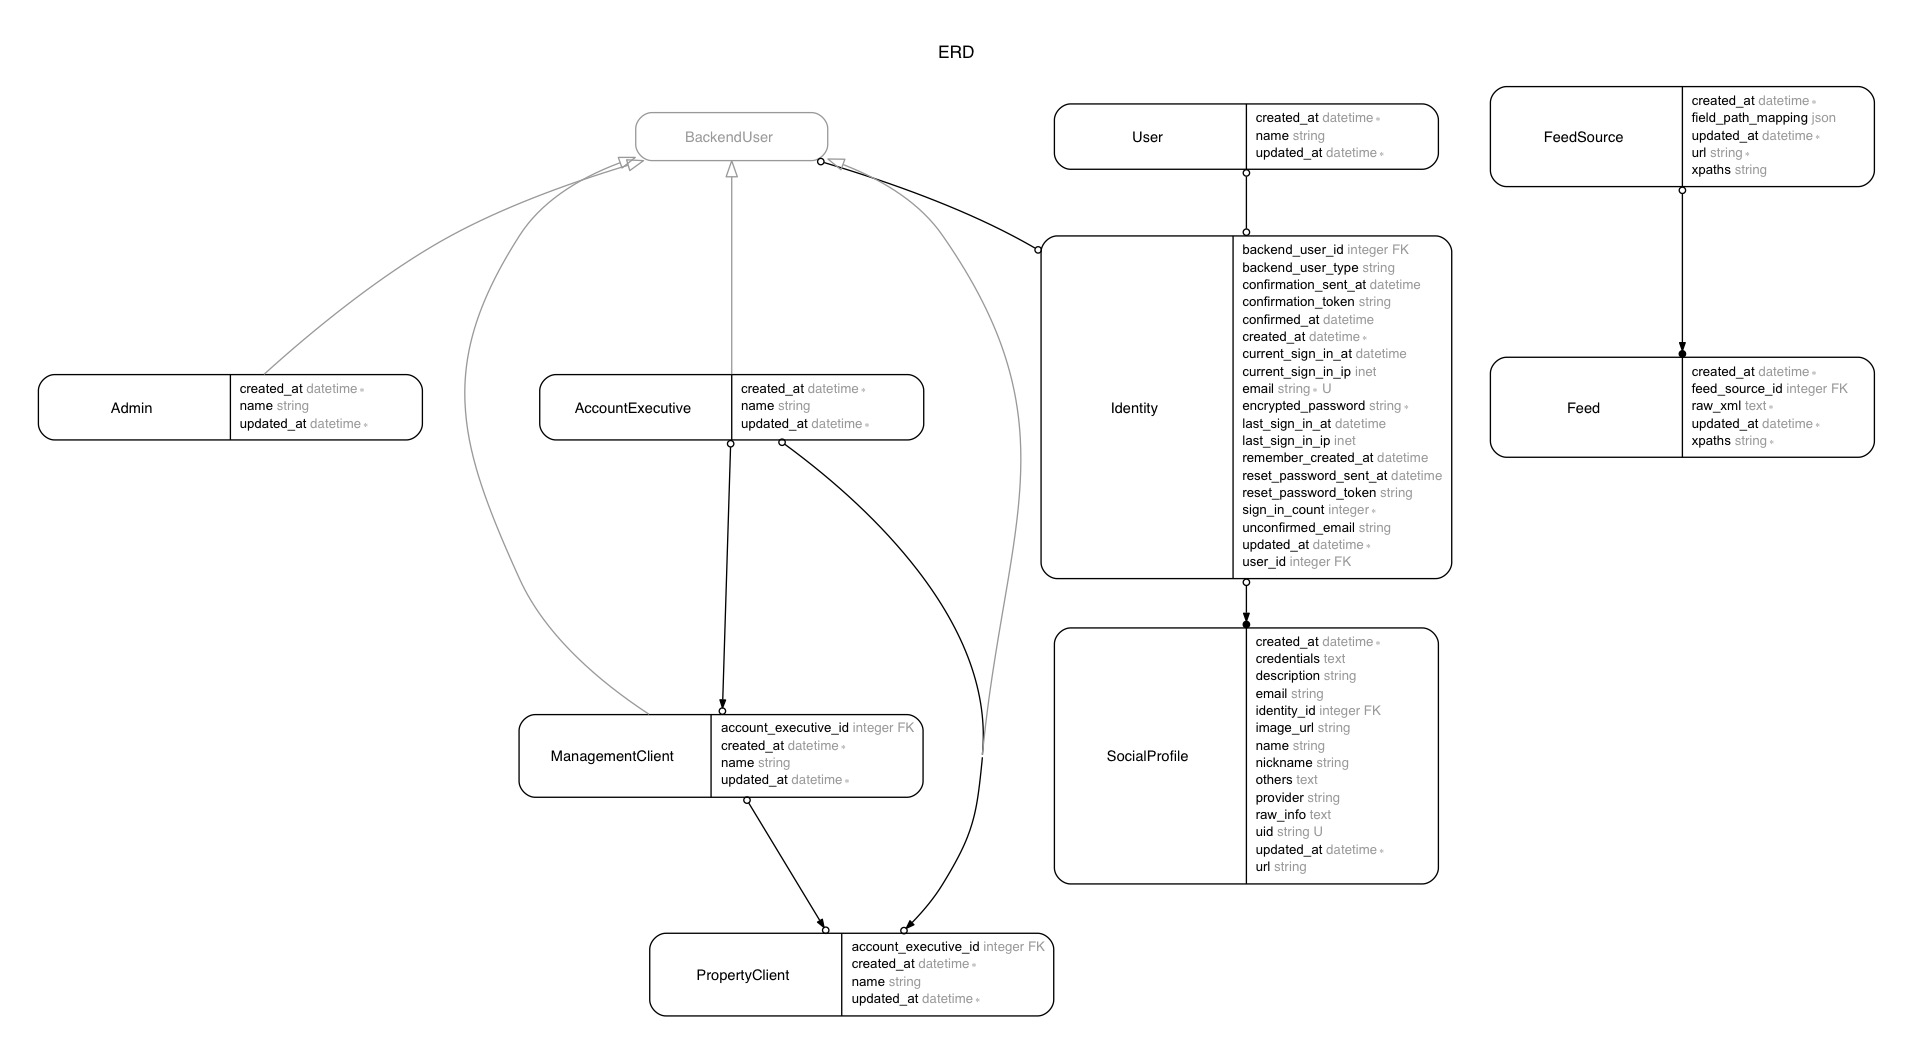 ERD
BackendUser
User
created_at datetime ∗
name string
updated_at datetime ∗
FeedSource
created_at datetime ∗
field_path_mapping json
updated_at datetime ∗
url string ∗
xpaths string
Admin
created_at datetime ∗
name string
updated_at datetime ∗
AccountExecutive
created_at datetime ∗
name string
updated_at datetime ∗
Identity
backend_user_id integer FK
backend_user_type string
confirmation_sent_at datetime
confirmation_token string
confirmed_at datetime
created_at datetime ∗
current_sign_in_at datetime
current_sign_in_ip inet
email string ∗ U
encrypted_password string ∗
last_sign_in_at datetime
last_sign_in_ip inet
remember_created_at datetime
reset_password_sent_at datetime
reset_password_token string
sign_in_count integer ∗
unconfirmed_email string
updated_at datetime ∗
user_id integer FK
Feed
created_at datetime ∗
feed_source_id integer FK
raw_xml text ∗
updated_at datetime ∗
xpaths string ∗
ManagementClient
account_executive_id integer FK
created_at datetime ∗
name string
updated_at datetime ∗
SocialProfile
created_at datetime ∗
credentials text
description string
email string
identity_id integer FK
image_url string
name string
nickname string
others text
provider string
raw_info text
uid string U
updated_at datetime ∗
url string
PropertyClient
account_executive_id integer FK
created_at datetime ∗
name string
updated_at datetime ∗